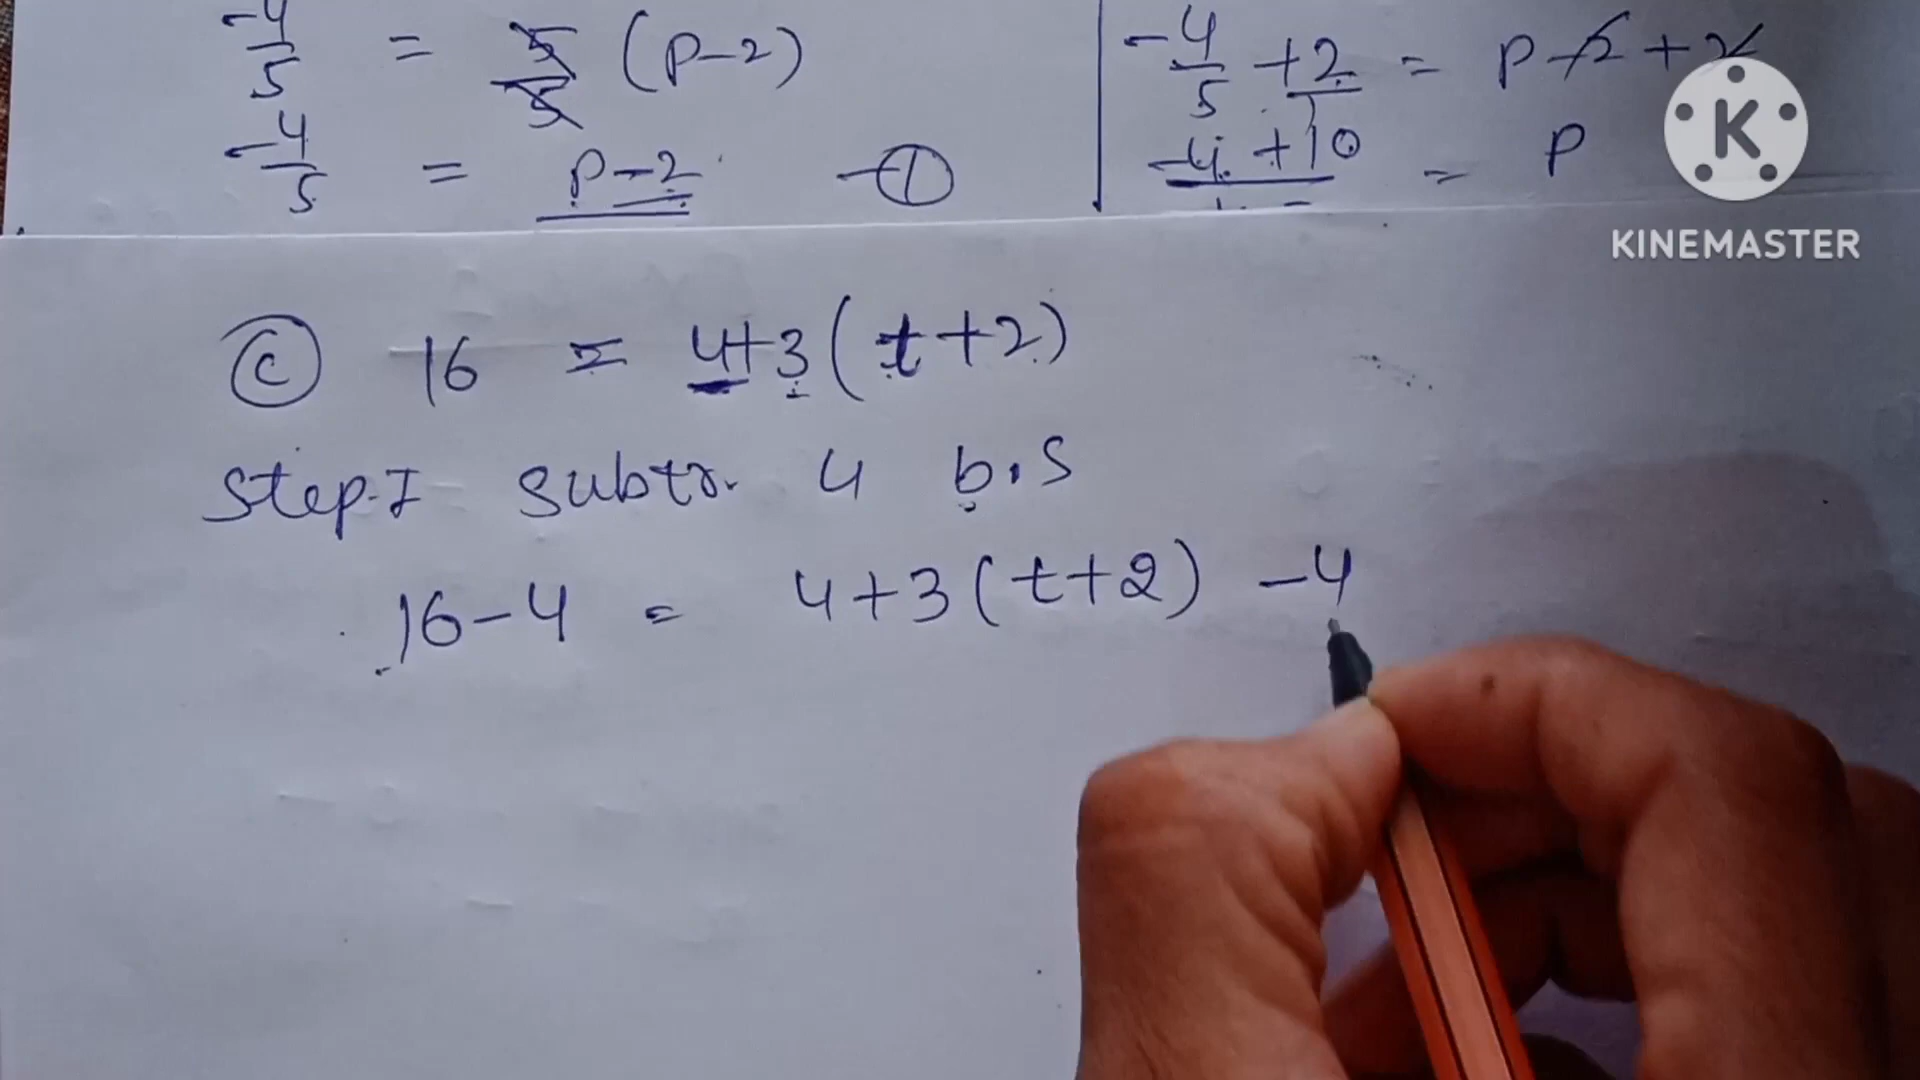 -4/5 = 5/5 (p-2)
-4/5 = p-2 -①
-4/5 + 2/1 = p-2+2
-4+10 = p
K
KINEMASTER
ⓒ 16 = 4+3(t+2)
Step-I subtr. 4 b.s
16-4 = 4+3(t+2) -4